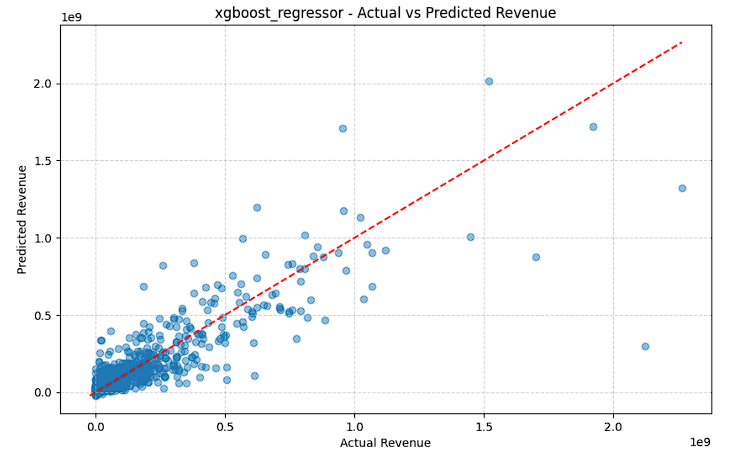 xgboost_regressor - Actual vs Predicted Revenue
1e9
2.0
1.5
1.0
0.5
0.0
Predicted Revenue
0.0 0.5 1.0 1.5 2.0
1e9
Actual Revenue